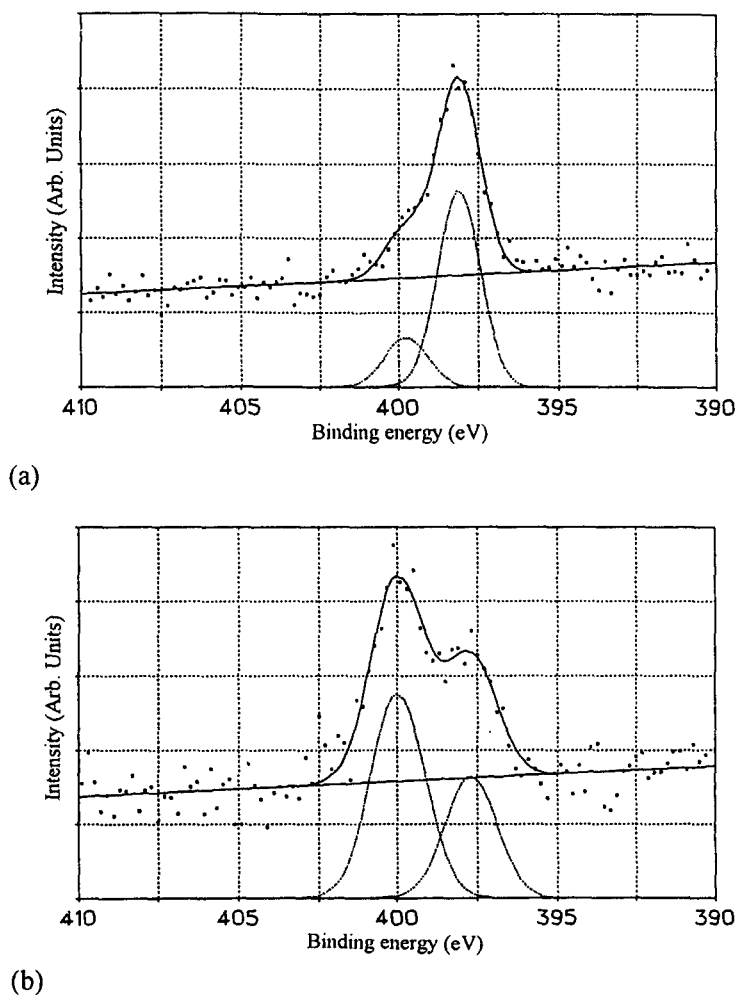 Intensity (Arb. Units)
410 405 400 395 390
Binding energy (eV)
(a)
Intensity (Arb. Units)
410 405 400 395 390
Binding energy (eV)
(b)